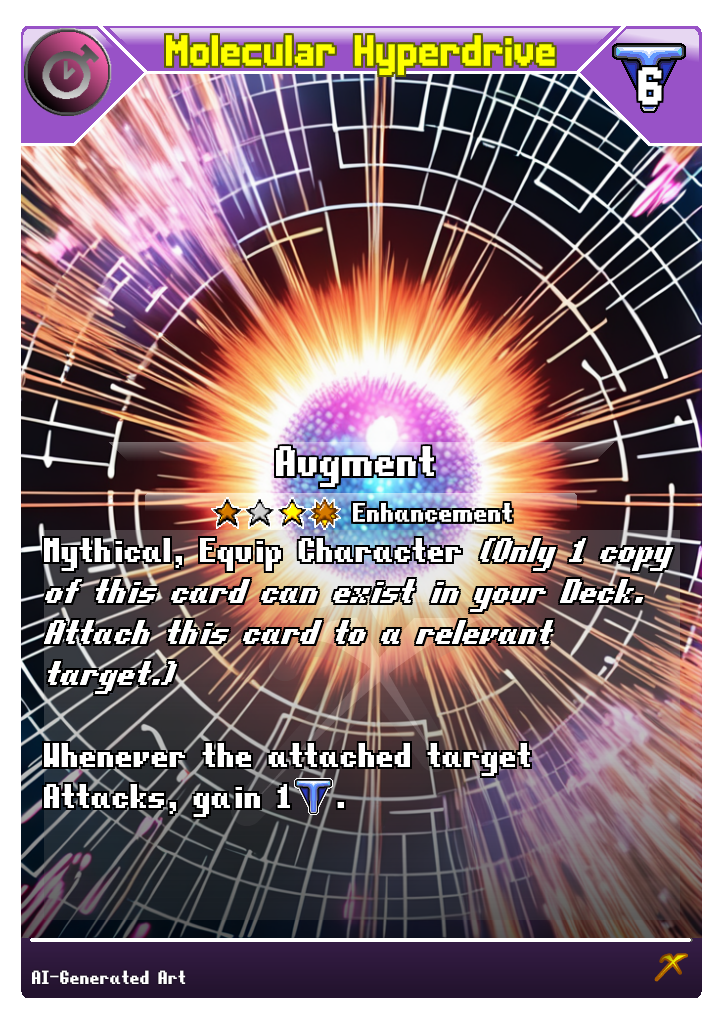 Molecular Hyperdrive
6
Augment
Enhancement
Mythical, Equip Character (Only 1 copy
of this card can exist in your Deck.
Attach this card to a relevant
target.)
Whenever the attached target
Attacks, gain 1 T.
AI-Generated Art